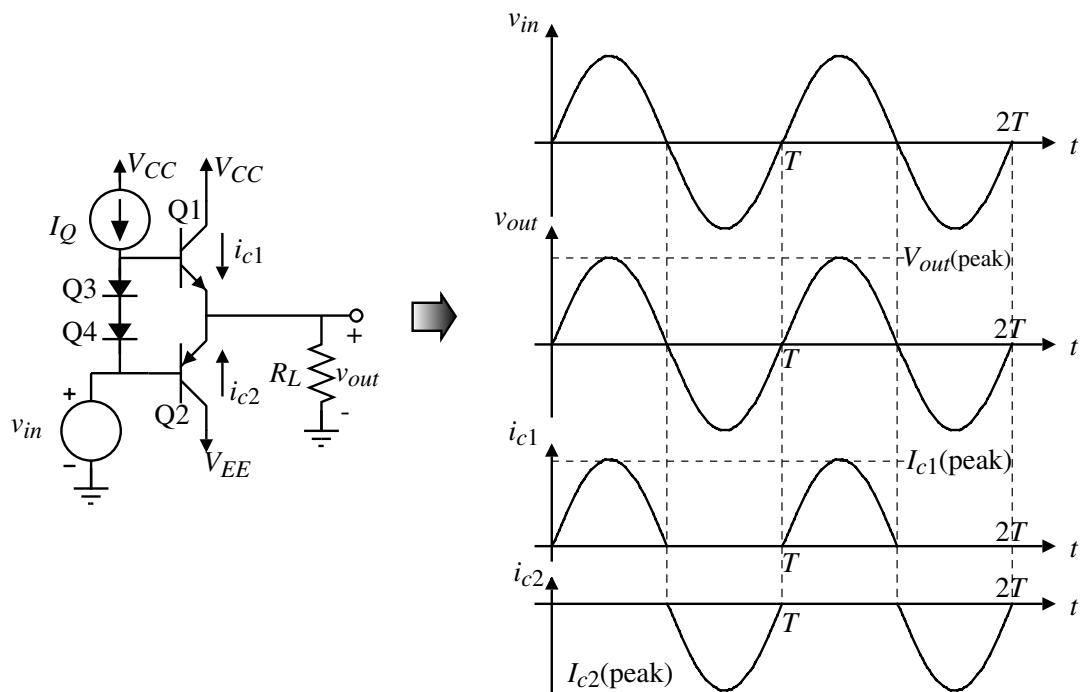 V_CC V_CC
Q1
I_Q
i_c1
Q3
Q4
+
R_L v_out
i_c2
-
+
v_in
Q2
-
V_EE
v_in
2T
T
t
v_out
V_out(peak)
2T
T
t
i_c1
I_c1(peak)
2T
T
t
i_c2
2T
T
t
I_c2(peak)